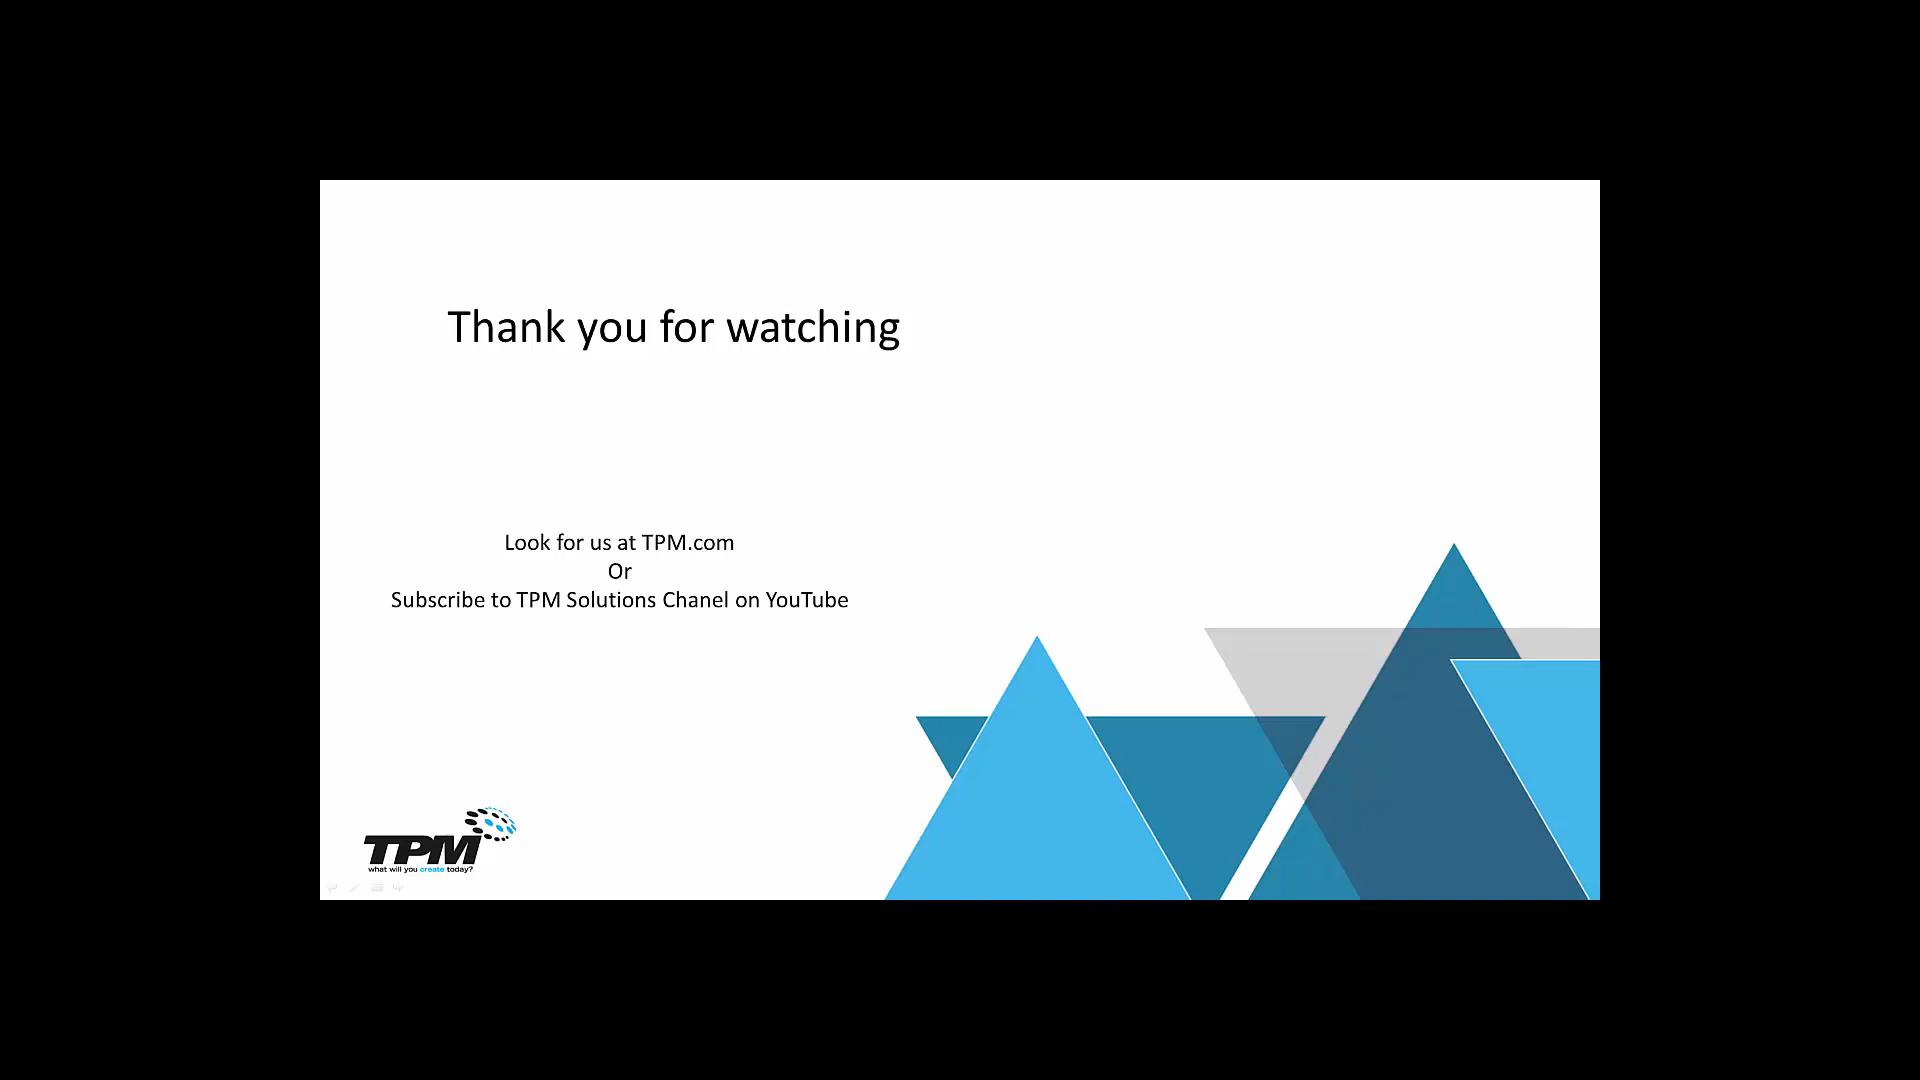 Thank you for watching
Look for us at TPM.com
Or
Subscribe to TPM Solutions Chanel on YouTube
TPM
what will you create today?